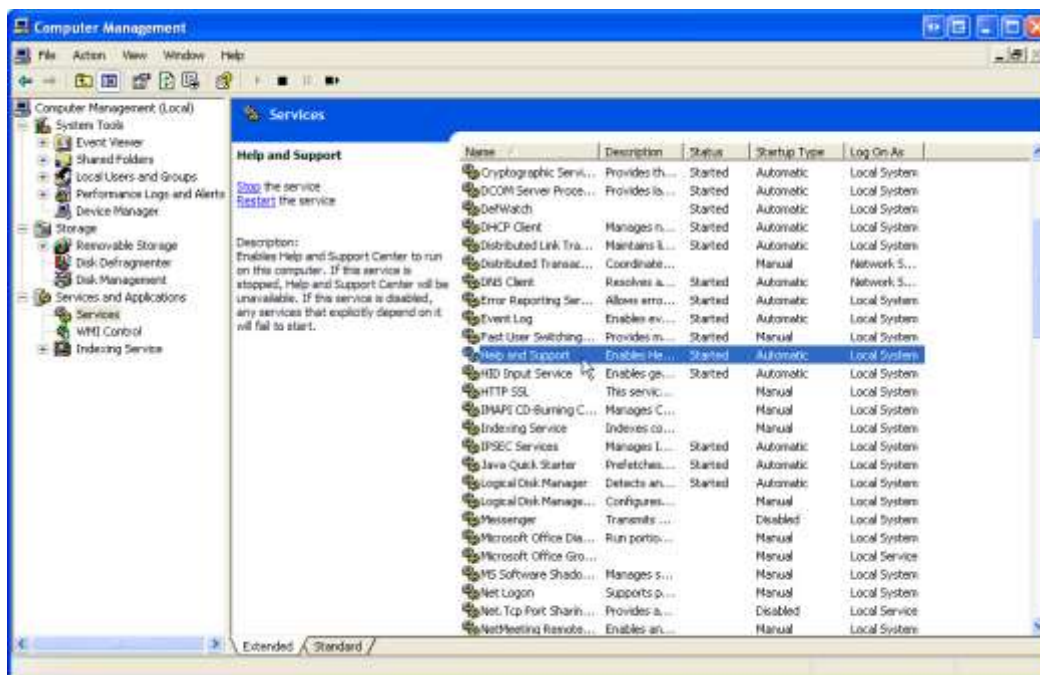 Computer Management
File Action View Window Help
Computer Management (Local)
System Tools
Event Viewer
Shared Folders
Local Users and Groups
Performance Logs and Alerts
Device Manager
Storage
Removable Storage
Disk Defragmenter
Disk Management
Services and Applications
Services
WMI Control
Indexing Service
Services
Help and Support
Stop the service
Restart the service
Description:
Enables Help and Support Center to run
on this computer. If this service is
stopped, Help and Support Center will be
unavailable. If this service is disabled,
any services that explicitly depend on it
will fail to start.
Name Description Status Startup Type Log On As
Cryptographic Servi... Provides th... Started Automatic Local System
DCOM Server Proce... Provides la... Started Automatic Local System
DefWatch Started Automatic Local System
DHCP Client Manages n... Started Automatic Local System
Distributed Link Tra... Maintains li... Started Automatic Local System
Distributed Transac... Coordinate... Manual Network S...
DNS Client Resolves a... Started Automatic Network S...
Error Reporting Ser... Allows erro... Started Automatic Local System
Event Log Enables ev... Started Automatic Local System
Fast User Switching... Provides m... Started Manual Local System
Help and Support Enables He... Started Automatic Local System
HID Input Service Enables ge... Started Automatic Local System
HTTP SSL This servic... Manual Local System
IMAPI CD-Burning C... Manages C... Manual Local System
Indexing Service Indexes co... Manual Local System
IPSEC Services Manages I... Started Automatic Local System
Java Quick Starter Prefetches... Started Automatic Local System
Logical Disk Manager Detects an... Started Automatic Local System
Logical Disk Manage... Configures... Manual Local System
Messenger Transmits ... Disabled Local System
Microsoft Office Dia... Run portio... Manual Local System
Microsoft Office Gro... Manual Local Service
MS Software Shado... Manages s... Manual Local System
Net Logon Supports p... Manual Local System
Net.Tcp Port Sharin... Provides a... Disabled Local Service
NetMeeting Remote... Enables an... Manual Local System
Extended Standard